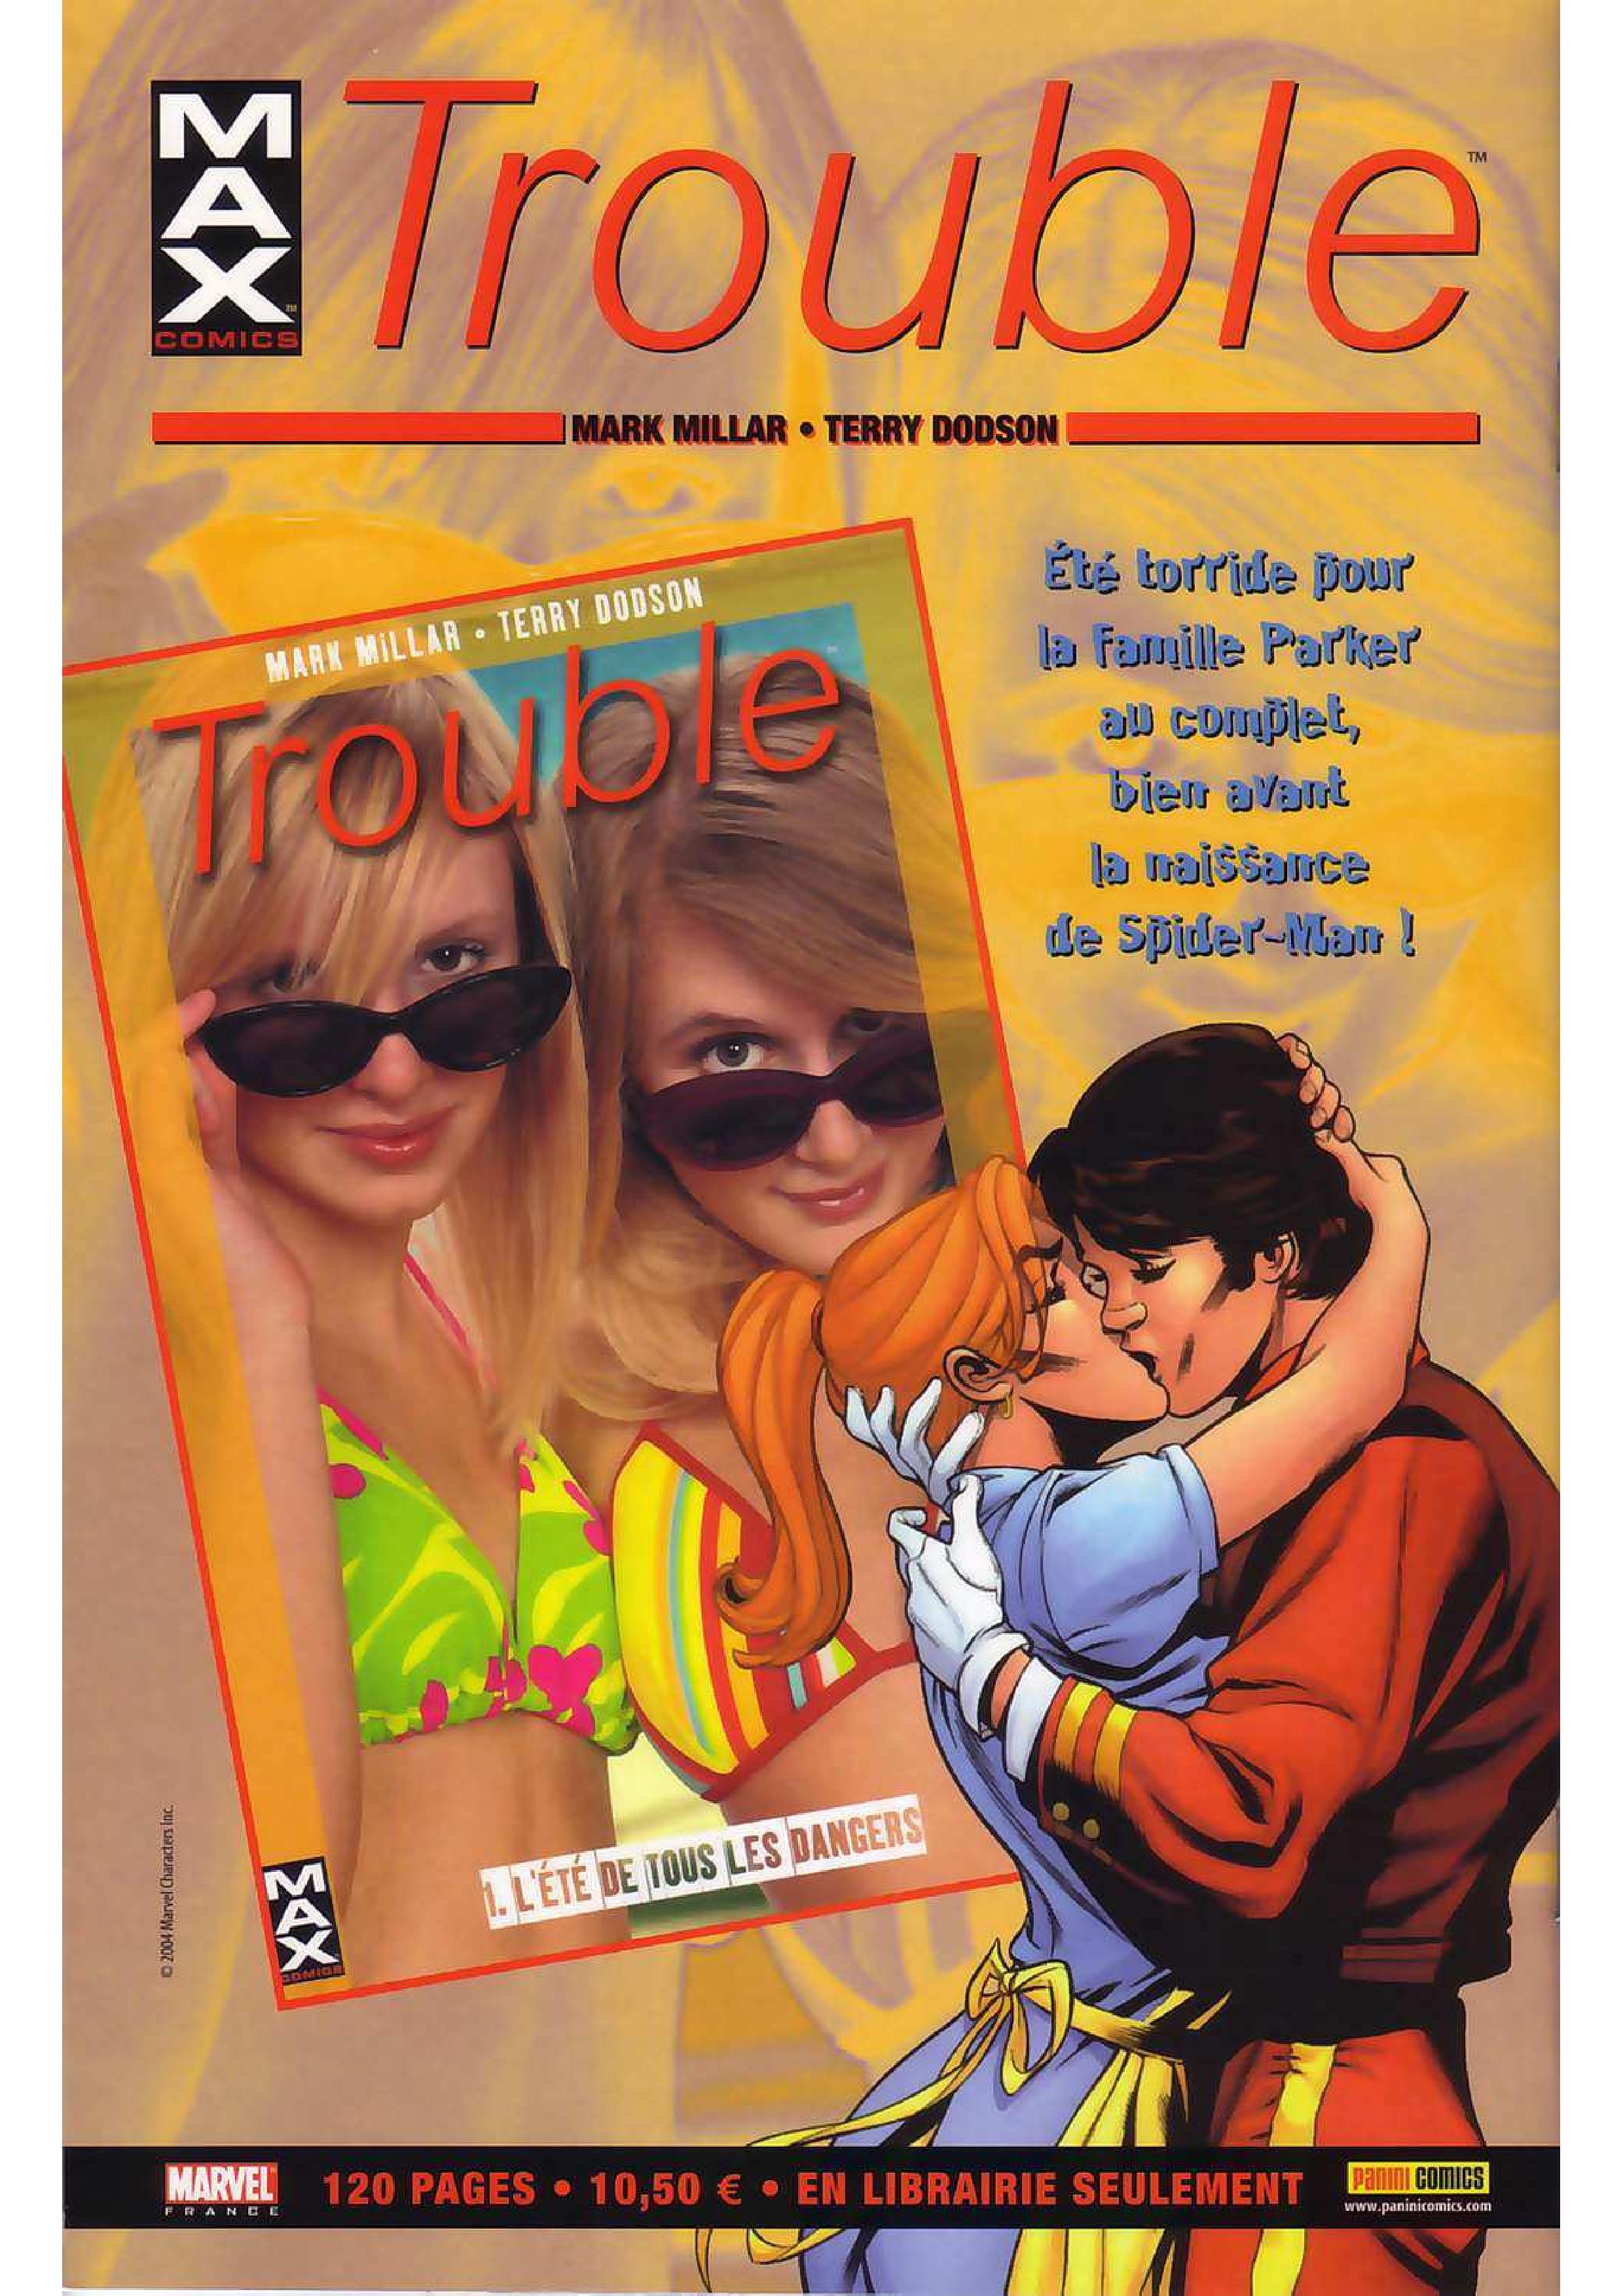 MAX
COMICS
Trouble™
MARK MILLAR • TERRY DODSON
Été torride pour
la famille Parker
au complet,
bien avant
la naissance
de Spider-Man !
MARK MiLLAR • TERRY DODSON
Trouble
1. L'ÉTÉ DE TOUS LES DANGERS
MAX
COMICS
© 2004 Marvel Characters Inc.
MARVEL
FRANCE
120 PAGES • 10,50 € • EN LIBRAIRIE SEULEMENT
PANINI COMICS
www.paninicomics.com